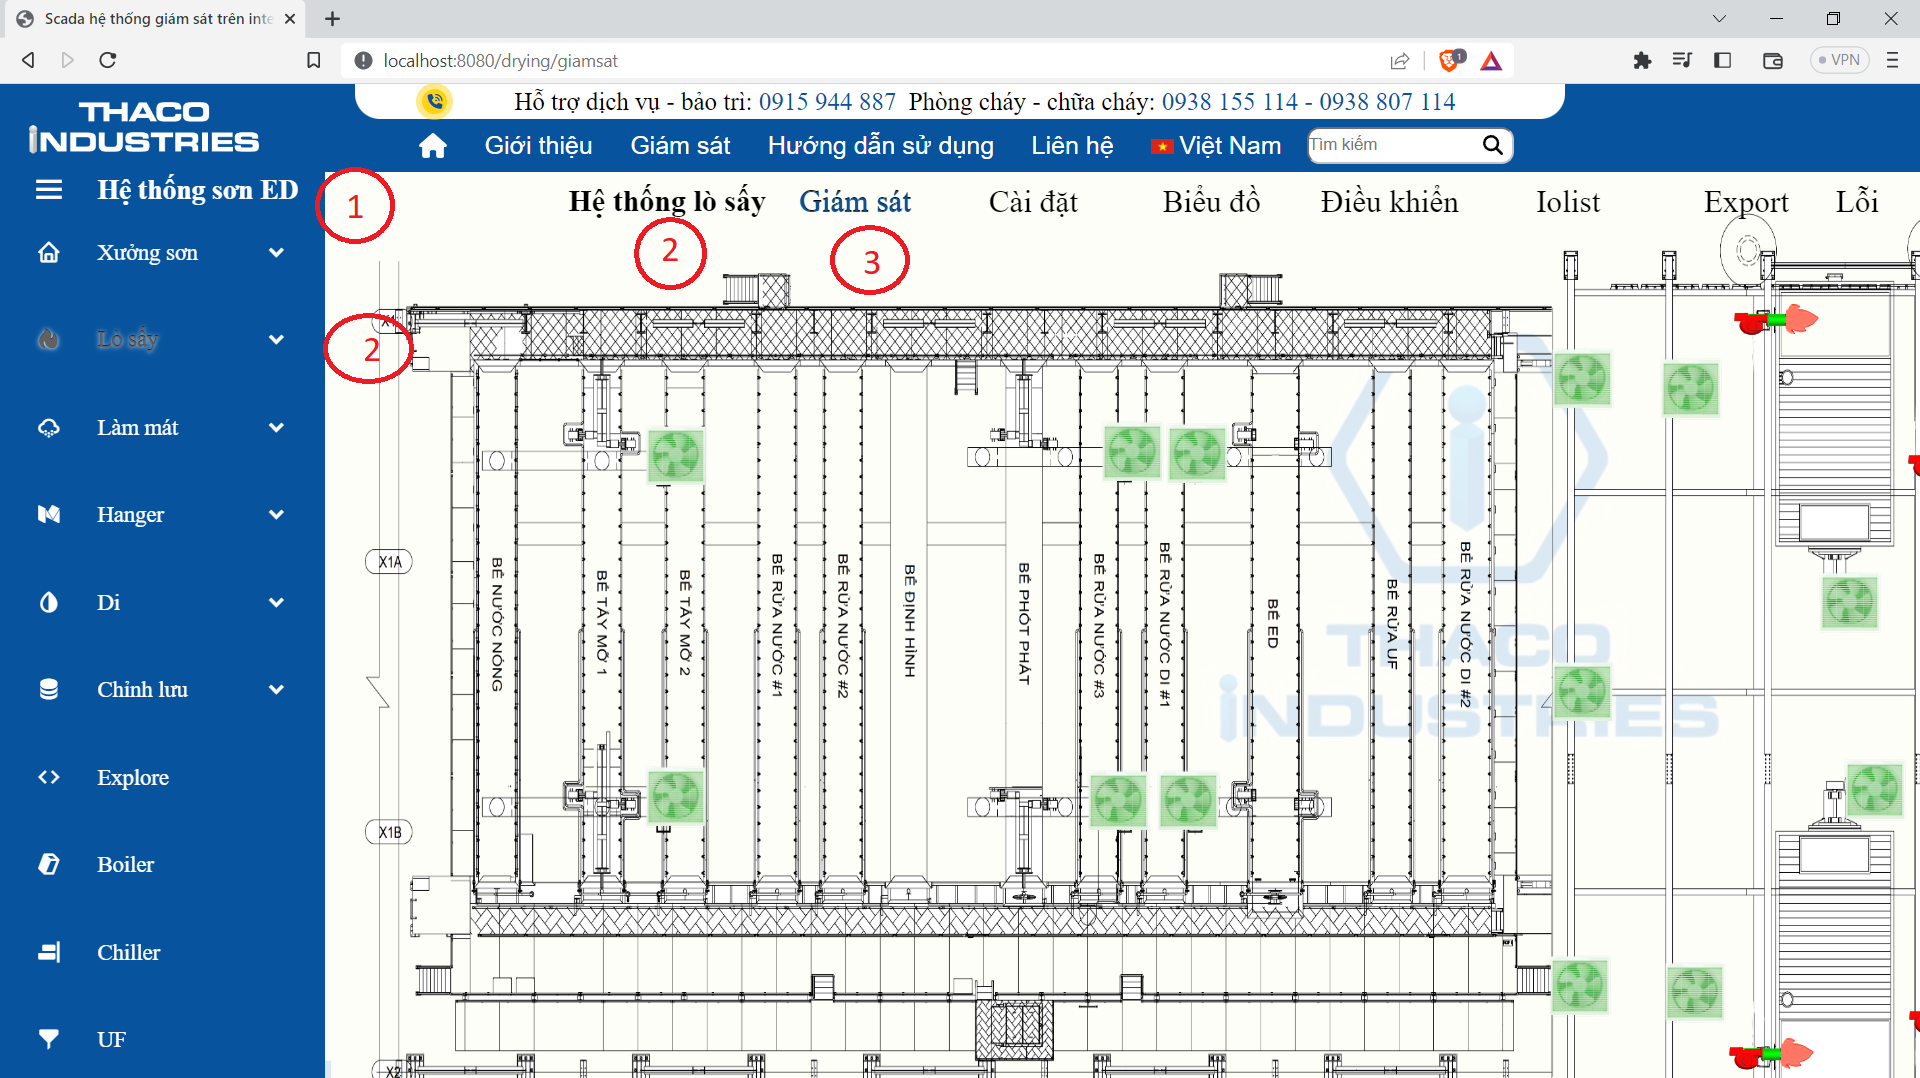 Scada hệ thống giám sát trên inte
localhost:8080/drying/giamsat
1
VPN
THACO
INDUSTRIES
Hỗ trợ dịch vụ - bảo trì: 0915 944 887 Phòng cháy - chữa cháy: 0938 155 114 - 0938 807 114
Giới thiệu
Giám sát
Hướng dẫn sử dụng
Liên hệ
Việt Nam
Tìm kiếm
Hệ thống sơn ED
1
Hệ thống lò sấy
Giám sát
Cài đặt
Biểu đồ
Điều khiển
Iolist
Export
Lỗi
2
3
Xưởng sơn
Lò sấy
2
Làm mát
Hanger
Di
Chỉnh lưu
Explore
Boiler
Chiller
UF
X1A
X1B
X2
BỂ NƯỚC NÓNG
BỂ TẨY MỠ 1
BỂ TẨY MỠ 2
BỂ RỬA NƯỚC #1
BỂ RỬA NƯỚC #2
BỂ ĐỊNH HÌNH
BỂ PHỐT PHÁT
BỂ RỬA NƯỚC #3
BỂ RỬA NƯỚC DI #1
BỂ ED
BỂ RỬA UF
BỂ RỬA NƯỚC DI #2
THACO
INDUSTRIES